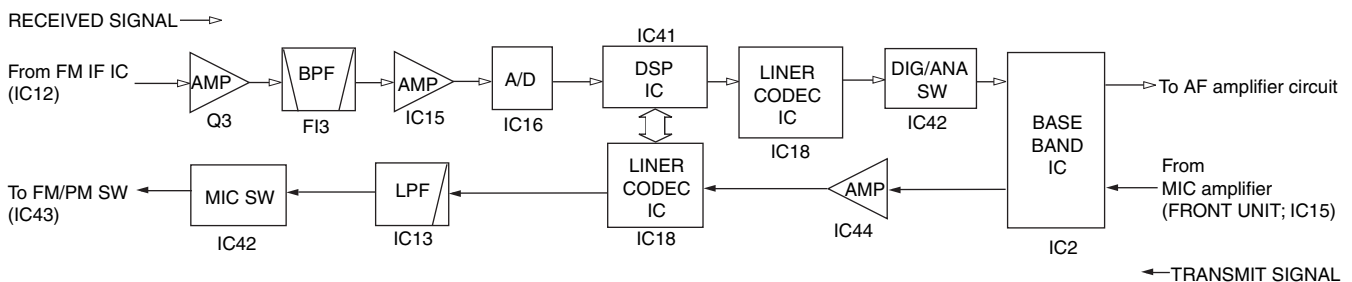 RECEIVED SIGNAL
From FM IF IC
(IC12)
AMP
Q3
BPF
FI3
AMP
IC15
A/D
IC16
IC41
DSP
IC
LINER
CODEC
IC
IC18
DIG/ANA
SW
IC42
BASE
BAND
IC
IC2
To AF amplifier circuit
From
MIC amplifier
(FRONT UNIT; IC15)
AMP
IC44
LINER
CODEC
IC
IC18
LPF
IC13
MIC SW
IC42
To FM/PM SW
(IC43)
TRANSMIT SIGNAL